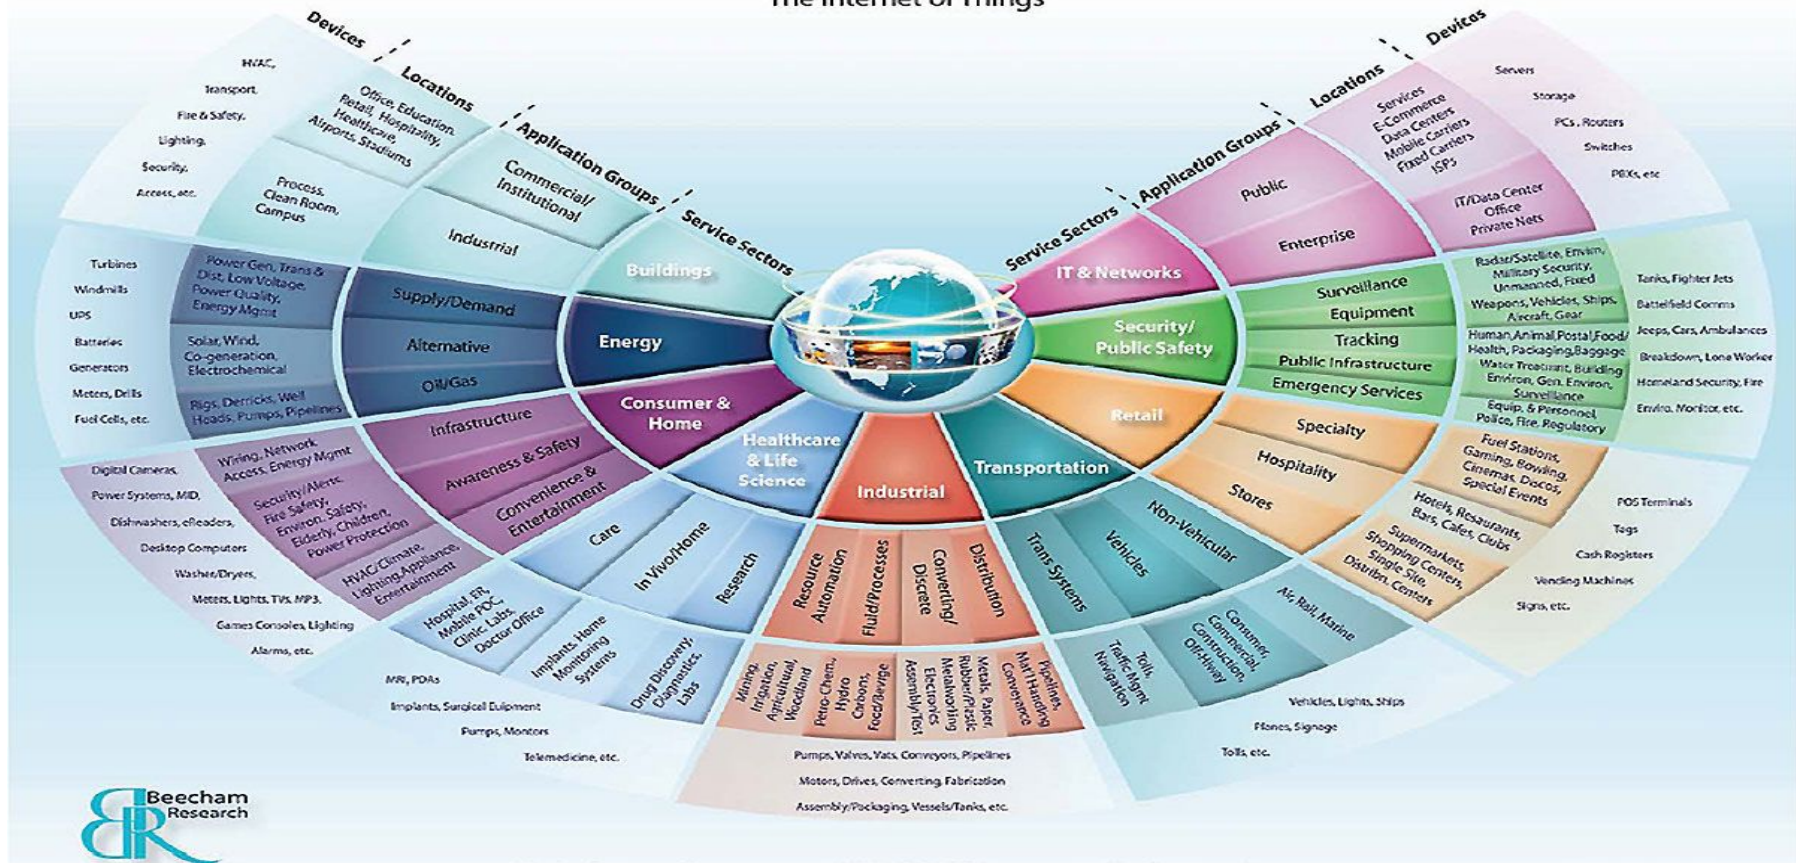 The Internet of Things
Devices
Locations
Application Groups
Service Sectors
Service Sectors
Application Groups
Locations
Devices
Buildings
Commercial/
Institutional
Industrial
Office, Education,
Retail, Hospitality,
Healthcare,
Airports, Stadiums
Process,
Clean Room,
Campus
HVAC,
Transport,
Fire & Safety,
Lighting,
Security,
Access, etc.
Energy
Supply/Demand
Alternative
Oil/Gas
Power Gen, Trans &
Dist, Low Voltage,
Power Quality,
Energy Mgmt
Solar, Wind,
Co-generation,
Electrochemical
Rigs, Derricks, Well
Heads, Pumps, Pipelines
Turbines
Windmills
UPS
Batteries
Generators
Meters, Drills
Fuel Cells, etc.
Consumer &
Home
Infrastructure
Awareness & Safety
Convenience &
Entertainment
Wiring, Network
Access, Energy Mgmt
Security/Alerts,
Fire Safety,
Environ. Safety,
Elderly, Children,
Power Protection
HVAC/Climate,
Lighting,Appliance,
Entertainment
Digital Cameras,
Power Systems, MID,
Dishwashers, eReaders,
Desktop Computers
Washer/Dryers,
Meters, Lights, TVs, MP3,
Games Consoles, Lighting
Alarms, etc.
Healthcare
& Life
Science
Care
In Vivo/Home
Research
Hospital, ER,
Mobile POC,
Clinic, Labs,
Doctor Office
Implants, Home
Monitoring
Systems
Drug Discovery,
Diagnostics,
Labs
MRI, PDAs
Implants, Surgical Euipment
Pumps, Montors
Telemedicine, etc.
Industrial
Resource
Automation
Fluid/Processes
Converting/
Discrete
Distribution
Mining,
Irrigation,
Agricultural,
Woodland
Petro-Chem.,
Hydro
Carbons,
Food/Bevrge
Metals, Paper,
Rubber/Plastic
Metalworking
Electronics
Assembly/Test
Pipelines,
Mat'l Handing
Conveyance
Pumps, Valves, Vats, Conveyors, Pipelines
Motors, Drives, Converting, Fabrication
Assembly/Packaging, Vessels/Tanks, etc.
Transportation
Trans Systems
Vehicles
Non-Vehicular
Tolls,
Traffic Mgmt
Navigation
Consumer,
Commercial,
Construction,
Off-Hiway
Air, Rail, Marine
Vehicles, Lights, Ships
Planes, Signage
Tolls, etc.
Retail
Specialty
Hospitality
Stores
Fuel Stations,
Gaming, Bowling,
Cinemas, Discos,
Special Events
Hotels, Resaurants,
Bars, Cafes, Clubs
Supermarkets,
Shopping Centers,
Single Site,
Distribn. Centers
POS Terminals
Tags
Cash Registers
Vending Machines
Signs, etc.
Security/
Public Safety
Surveillance
Equipment
Tracking
Public Infrastructure
Emergency Services
Radar/Satellite, Environ,
Military Security,
Unmanned, Fixed
Weapons, Vehicles, Ships,
Aircraft, Gear
Human,Animal,Postal,Food/
Health, Packaging,Baggage
Water Treatment, Building
Environ, Gen. Environ,
Surveillance
Equip. & Personnel,
Police, Fire, Regulatory
Tanks, Fighter Jets
Battelfield Comms
Jeeps, Cars, Ambulances
Breakdown, Lone Worker
Homeland Security, Fire
Enviro. Monitor, etc.
IT & Networks
Public
Enterprise
Services
E-Commerce
Data Centers
Mobile Carriers
Fixed Carriers
ISPs
IT/Data Center
Office
Private Nets
Servers
Storage
PCs, Routers
Switches
PBXs, etc
Beecham
Research
BR